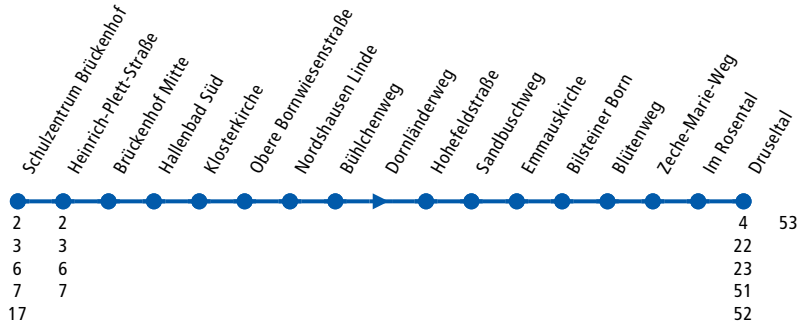 Schulzentrum Brückenhof
Heinrich-Plett-Straße
Brückenhof Mitte
Hallenbad Süd
Klosterkirche
Obere Bornwiesenstraße
Nordshausen Linde
Bühlchenweg
Dornländerweg
Hohefeldstraße
Sandbuschweg
Emmauskirche
Bilsteiner Born
Blütenweg
Zeche-Marie-Weg
Im Rosental
Druseltal
2 2 4 53
3 3 22
6 6 23
7 7 51
17 52